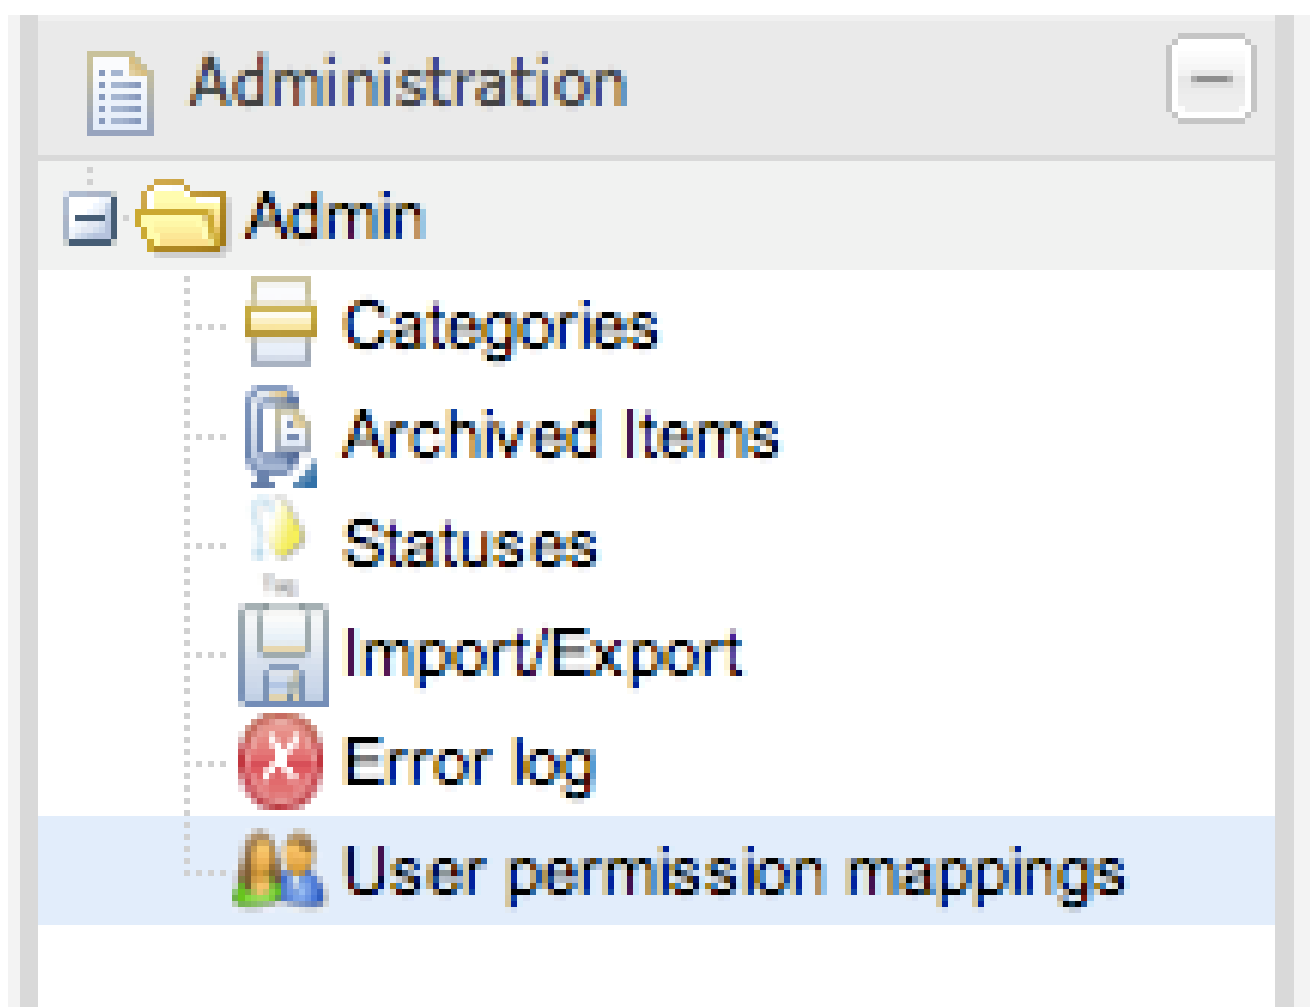 Administration
Admin
Categories
Archived Items
Statuses
Import/Export
Error log
User permission mappings